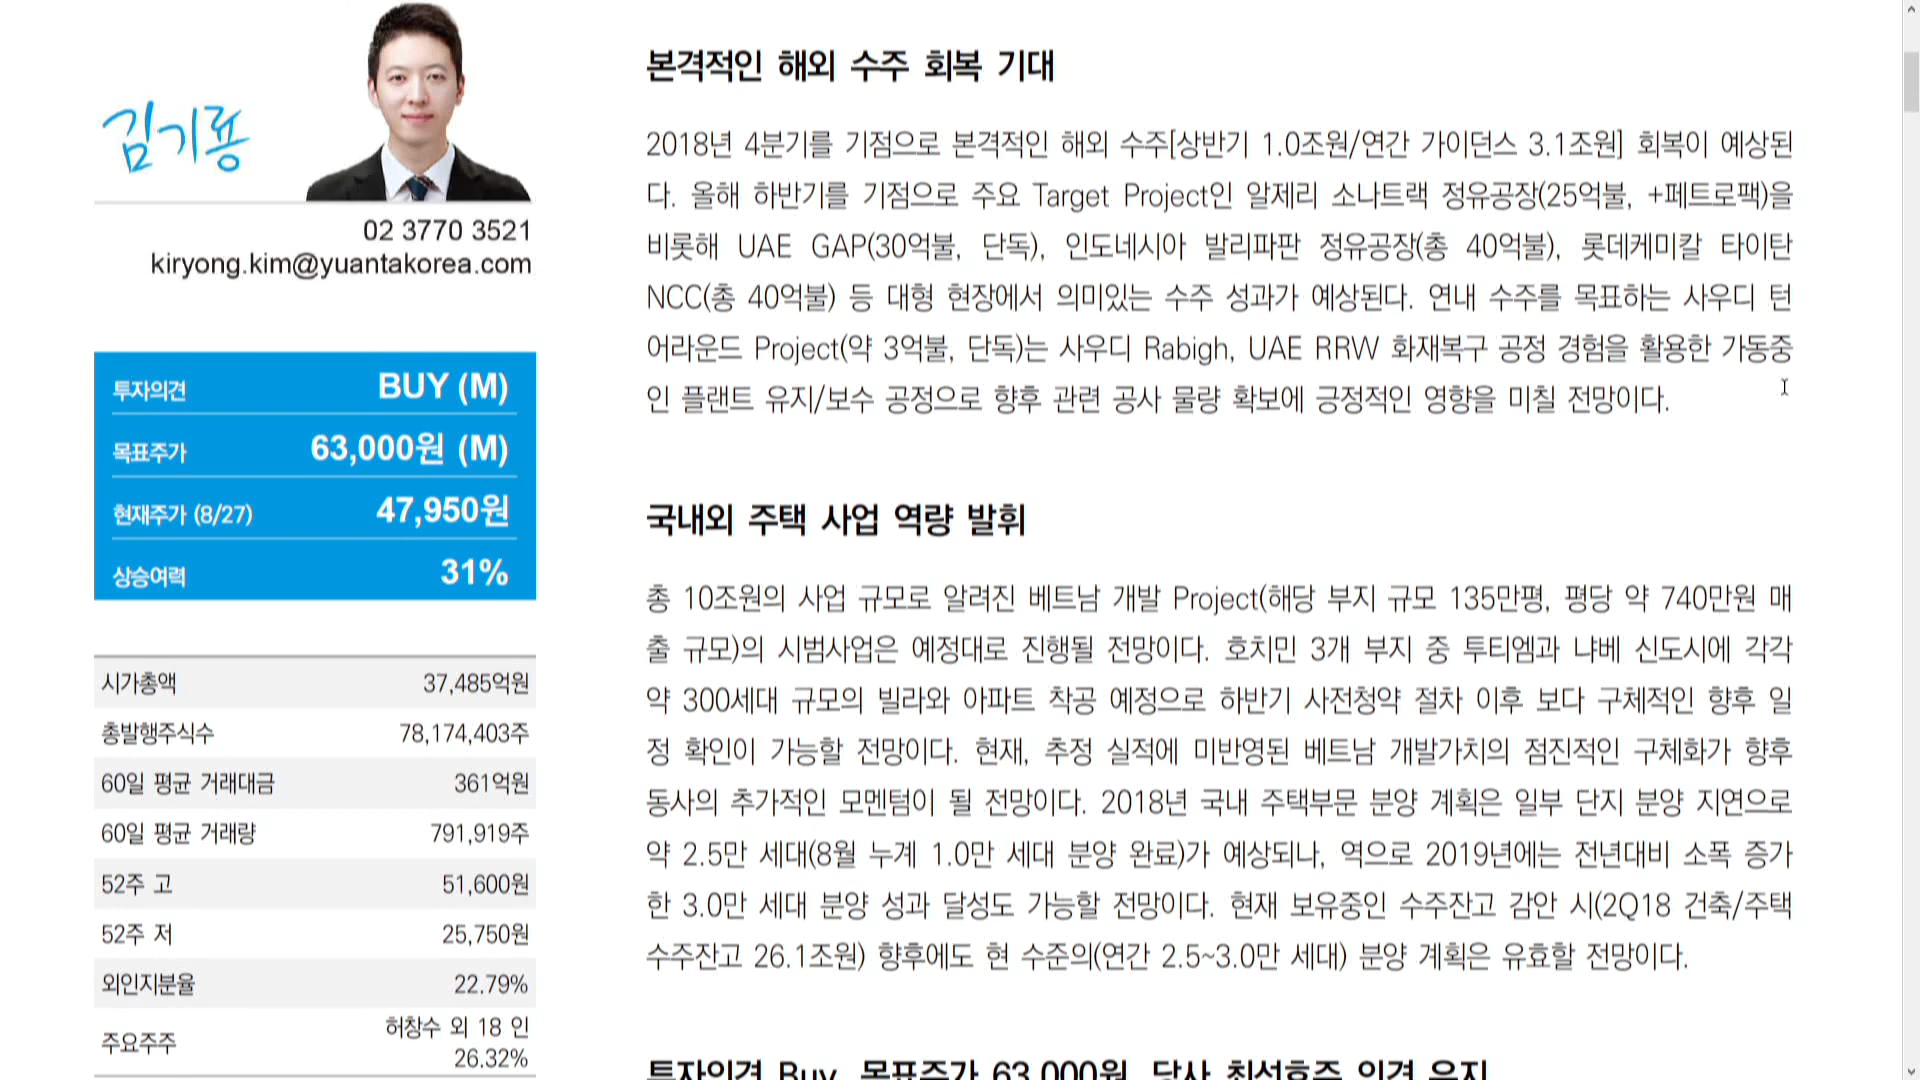 김기룡
02 3770 3521
kiryong.kim@yuantakorea.com
투자의견 BUY (M)
목표주가 63,000원 (M)
현재주가 (8/27) 47,950원
상승여력 31%
시가총액 37,485억원
총발행주식수 78,174,403주
60일 평균 거래대금 361억원
60일 평균 거래량 791,919주
52주 고 51,600원
52주 저 25,750원
외인지분율 22.79%
주요주주 허창수 외 18 인
26.32%
본격적인 해외 수주 회복 기대
2018년 4분기를 기점으로 본격적인 해외 수주[상반기 1.0조원/연간 가이던스 3.1조원] 회복이 예상된
다. 올해 하반기를 기점으로 주요 Target Project인 알제리 소나트랙 정유공장(25억불, +페트로팩)을
비롯해 UAE GAP(30억불, 단독), 인도네시아 발리파판 정유공장(총 40억불), 롯데케미칼 타이탄
NCC(총 40억불) 등 대형 현장에서 의미있는 수주 성과가 예상된다. 연내 수주를 목표하는 사우디 턴
어라운드 Project(약 3억불, 단독)는 사우디 Rabigh, UAE RRW 화재복구 공정 경험을 활용한 가동중
인 플랜트 유지/보수 공정으로 향후 관련 공사 물량 확보에 긍정적인 영향을 미칠 전망이다.
국내외 주택 사업 역량 발휘
총 10조원의 사업 규모로 알려진 베트남 개발 Project(해당 부지 규모 135만평, 평당 약 740만원 매
출 규모)의 시범사업은 예정대로 진행될 전망이다. 호치민 3개 부지 중 투티엠과 냐베 신도시에 각각
약 300세대 규모의 빌라와 아파트 착공 예정으로 하반기 사전청약 절차 이후 보다 구체적인 향후 일
정 확인이 가능할 전망이다. 현재, 추정 실적에 미반영된 베트남 개발가치의 점진적인 구체화가 향후
동사의 추가적인 모멘텀이 될 전망이다. 2018년 국내 주택부문 분양 계획은 일부 단지 분양 지연으로
약 2.5만 세대(8월 누계 1.0만 세대 분양 완료)가 예상되나, 역으로 2019년에는 전년대비 소폭 증가
한 3.0만 세대 분양 성과 달성도 가능할 전망이다. 현재 보유중인 수주잔고 감안 시(2Q18 건축/주택
수주잔고 26.1조원) 향후에도 현 수준의(연간 2.5~3.0만 세대) 분양 계획은 유효할 전망이다.
투자의견 Buy, 목표주가 63,000원, 당사 최선호주 의견 유지